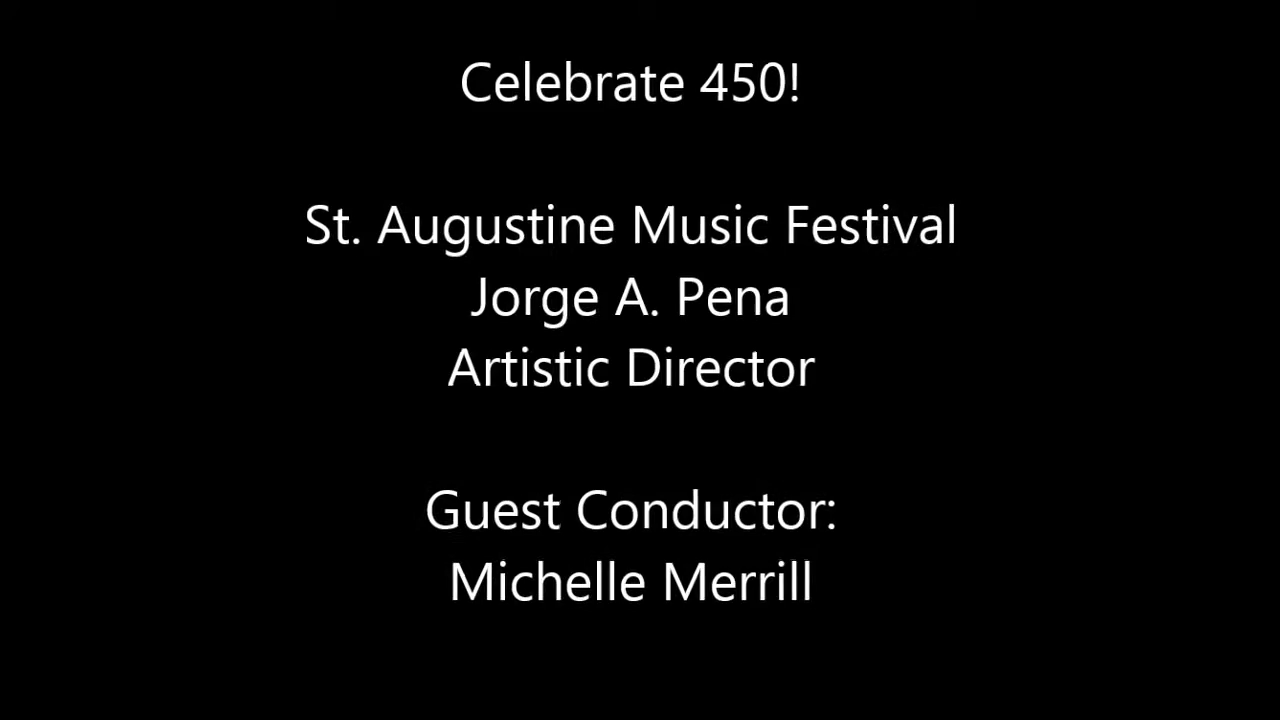 Celebrate 450!
St. Augustine Music Festival
Jorge A. Pena
Artistic Director
Guest Conductor:
Michelle Merrill